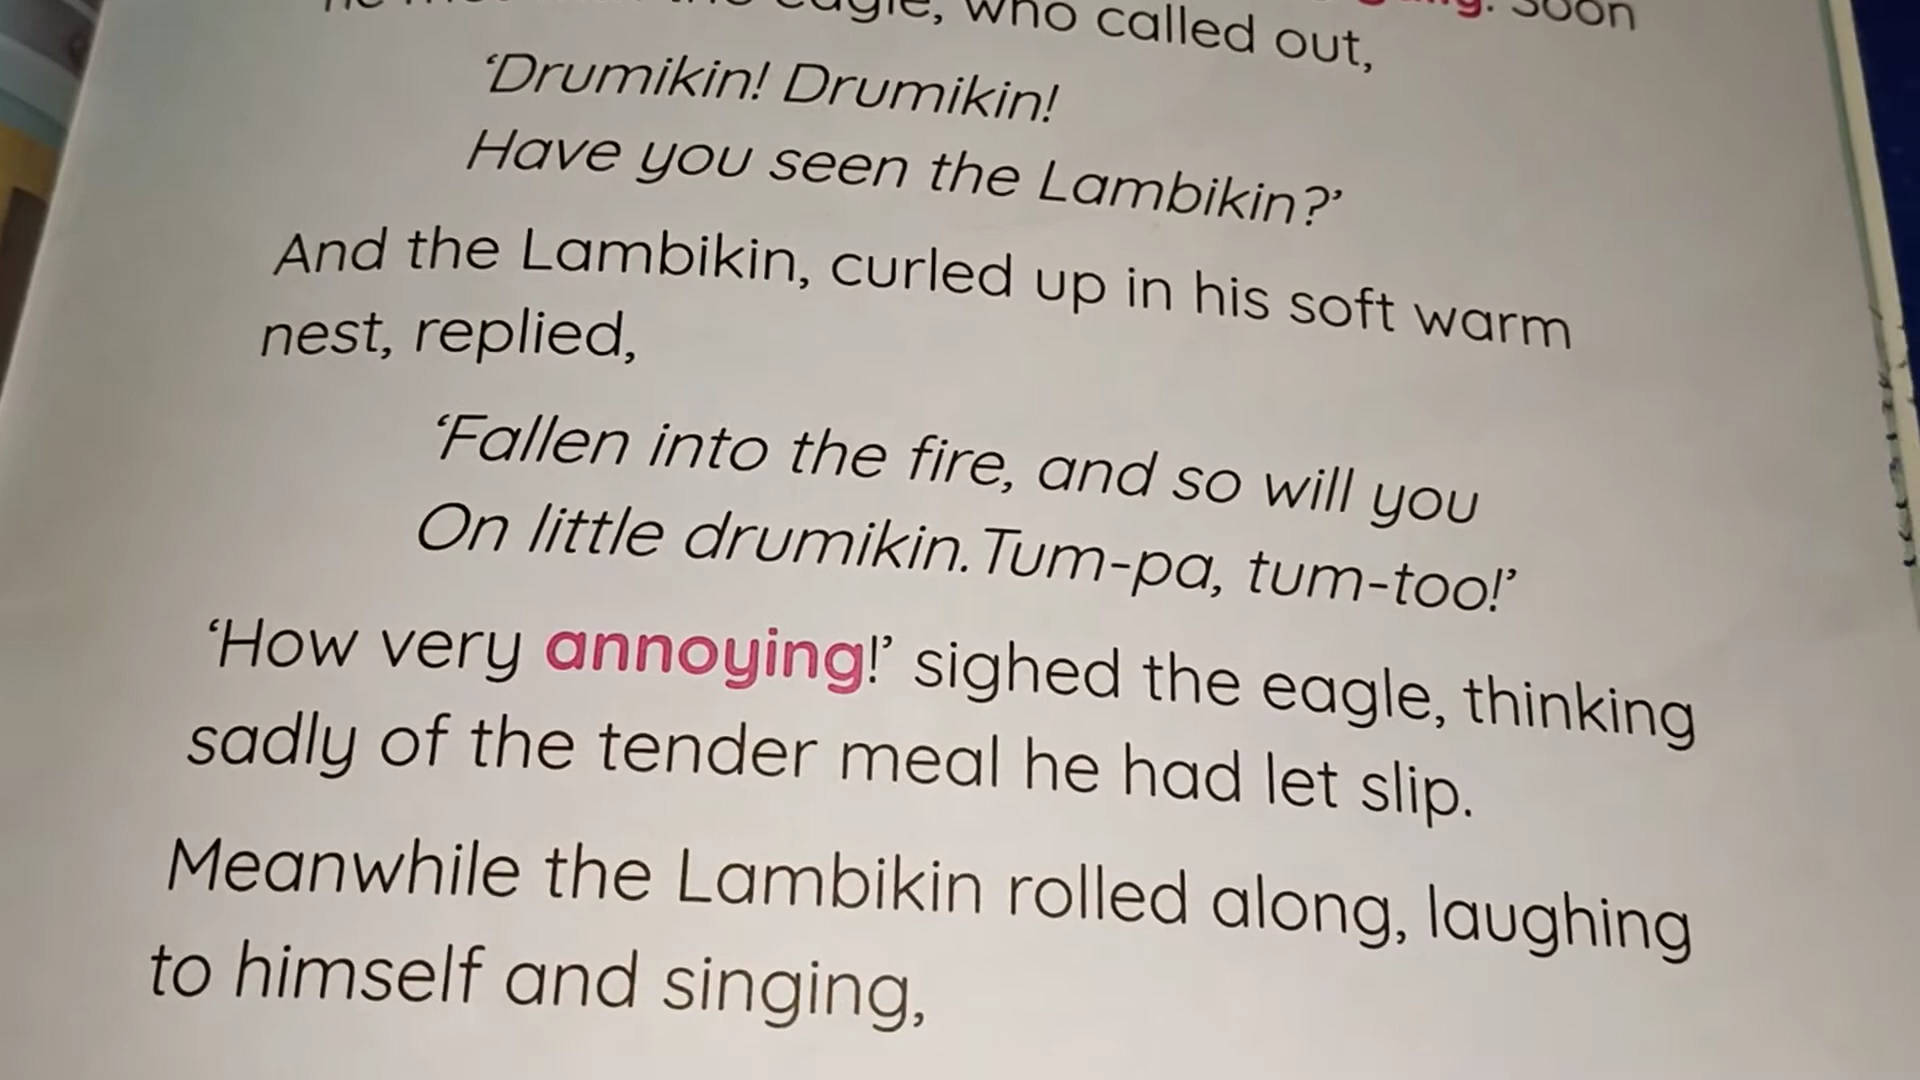 the eagle, who called out,
Soon
‘Drumikin! Drumikin!
Have you seen the Lambikin?’
And the Lambikin, curled up in his soft warm
nest, replied,
‘Fallen into the fire, and so will you
On little drumikin. Tum-pa, tum-too!’
‘How very annoying!’ sighed the eagle, thinking
sadly of the tender meal he had let slip.
Meanwhile the Lambikin rolled along, laughing
to himself and singing,